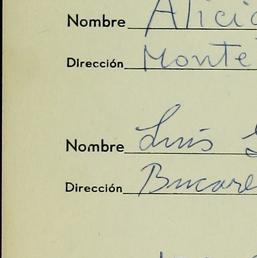 Nombre Alici
Dirección Monte
Nombre Luis
Dirección Bucare